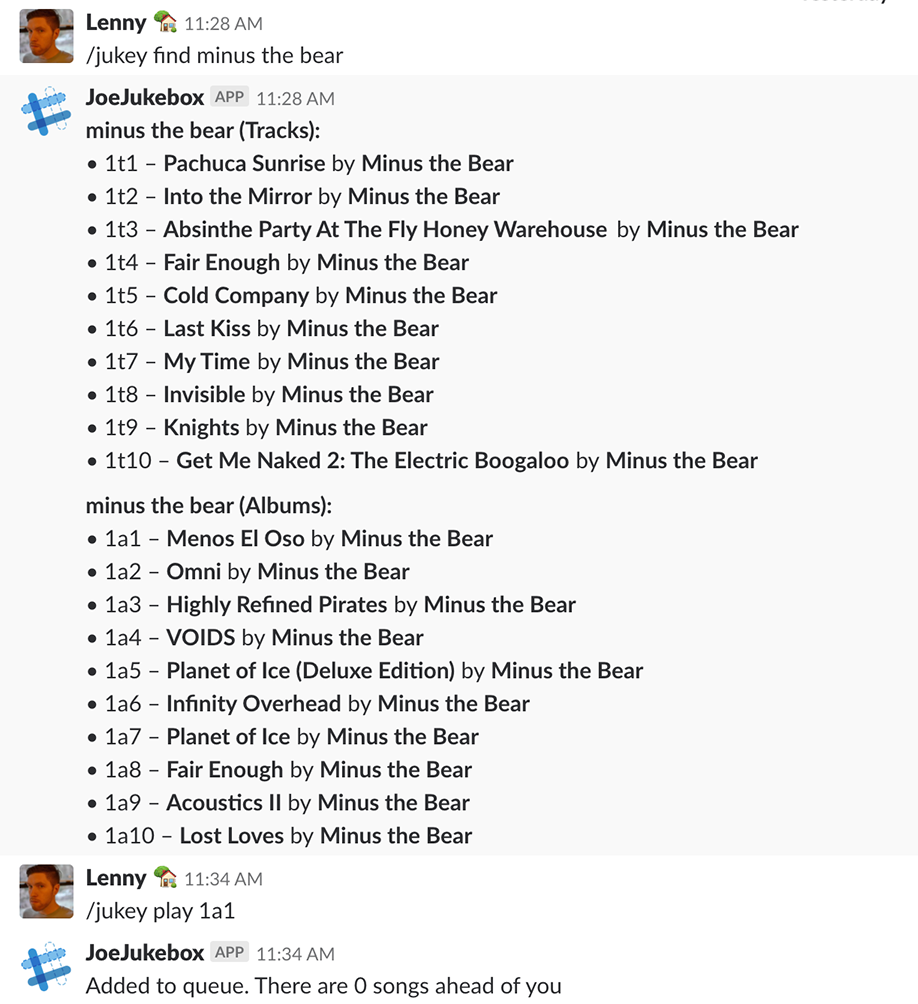 Lenny 11:28 AM
/jukey find minus the bear
JoeJukebox APP 11:28 AM
minus the bear (Tracks):
• 1t1 – Pachuca Sunrise by Minus the Bear
• 1t2 – Into the Mirror by Minus the Bear
• 1t3 – Absinthe Party At The Fly Honey Warehouse by Minus the Bear
• 1t4 – Fair Enough by Minus the Bear
• 1t5 – Cold Company by Minus the Bear
• 1t6 – Last Kiss by Minus the Bear
• 1t7 – My Time by Minus the Bear
• 1t8 – Invisible by Minus the Bear
• 1t9 – Knights by Minus the Bear
• 1t10 – Get Me Naked 2: The Electric Boogaloo by Minus the Bear
minus the bear (Albums):
• 1a1 – Menos El Oso by Minus the Bear
• 1a2 – Omni by Minus the Bear
• 1a3 – Highly Refined Pirates by Minus the Bear
• 1a4 – VOIDS by Minus the Bear
• 1a5 – Planet of Ice (Deluxe Edition) by Minus the Bear
• 1a6 – Infinity Overhead by Minus the Bear
• 1a7 – Planet of Ice by Minus the Bear
• 1a8 – Fair Enough by Minus the Bear
• 1a9 – Acoustics II by Minus the Bear
• 1a10 – Lost Loves by Minus the Bear
Lenny 11:34 AM
/jukey play 1a1
JoeJukebox APP 11:34 AM
Added to queue. There are 0 songs ahead of you